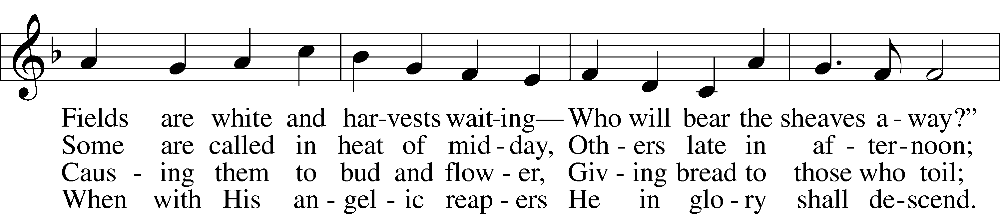 Fields are white and har-vests wait-ing— Who will bear the sheaves a - way?”
Some are called in heat of mid - day, Oth - ers late in af - ter - noon;
Caus - ing them to bud and flow - er, Giv - ing bread to those who toil;
When with His an - gel - ic reap - ers He in glo - ry shall de - scend.